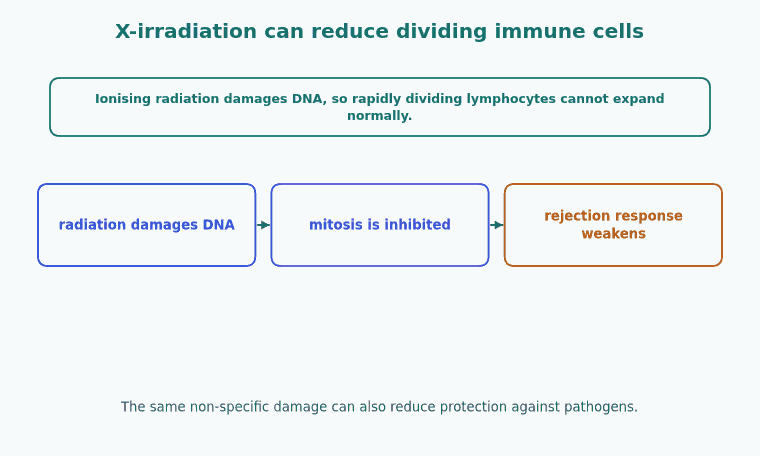 X-irradiation can reduce dividing immune cells
Ionising radiation damages DNA, so rapidly dividing lymphocytes cannot expand
normally.
radiation damages DNA
mitosis is inhibited
rejection response
weakens
The same non-specific damage can also reduce protection against pathogens.